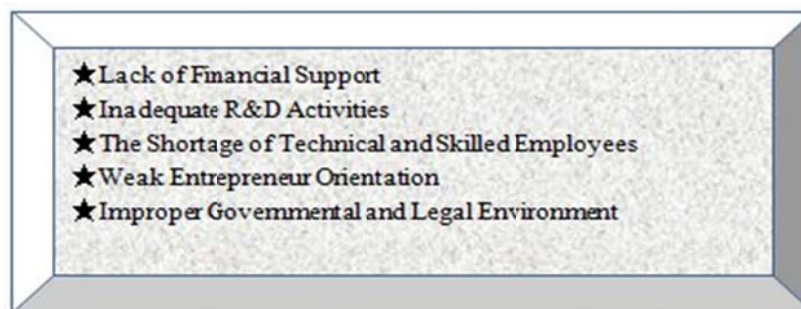 ★Lack of Financial Support
★Inadequate R&D Activities
★The Shortage of Technical and Skilled Employees
★Weak Entrepreneur Orientation
★Improper Governmental and Legal Environment